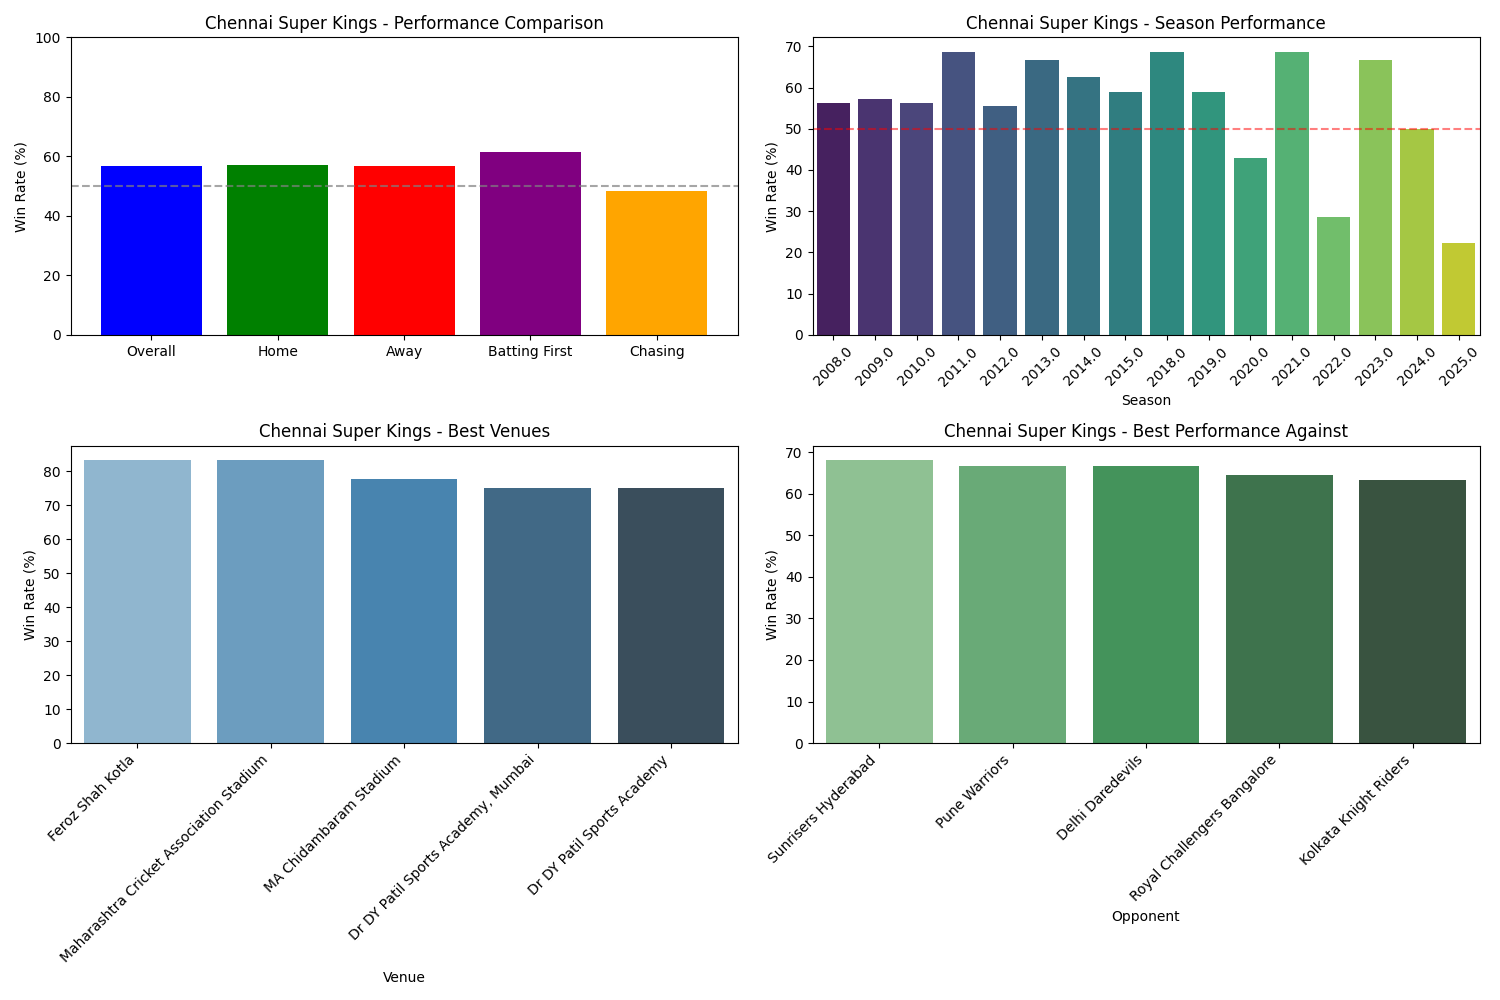 Chennai Super Kings - Performance Comparison
Win Rate (%)
100
80
60
40
20
0
Overall
Home
Away
Batting First
Chasing
Chennai Super Kings - Season Performance
Win Rate (%)
70
60
50
40
30
20
10
0
2008.0
2009.0
2010.0
2011.0
2012.0
2013.0
2014.0
2015.0
2018.0
2019.0
2020.0
2021.0
2022.0
2023.0
2024.0
2025.0
Season
Chennai Super Kings - Best Venues
Win Rate (%)
80
70
60
50
40
30
20
10
0
Feroz Shah Kotla
Maharashtra Cricket Association Stadium
MA Chidambaram Stadium
Dr DY Patil Sports Academy, Mumbai
Dr DY Patil Sports Academy
Venue
Chennai Super Kings - Best Performance Against
Win Rate (%)
70
60
50
40
30
20
10
0
Sunrisers Hyderabad
Pune Warriors
Delhi Daredevils
Royal Challengers Bangalore
Kolkata Knight Riders
Opponent